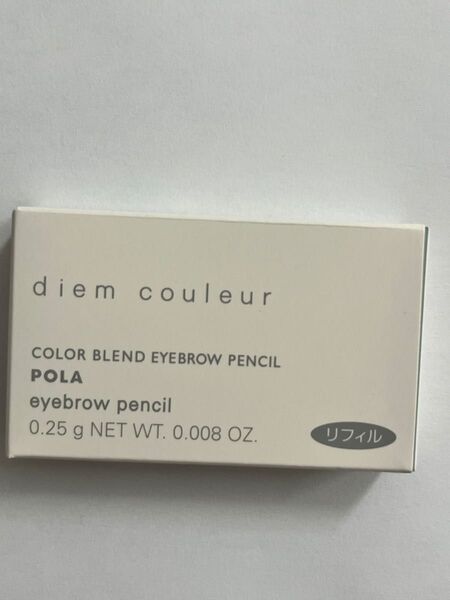 diem couleur
COLOR BLEND EYEBROW PENCIL
POLA
eyebrow pencil
0.25 g NET WT. 0.008 OZ.
リフィル